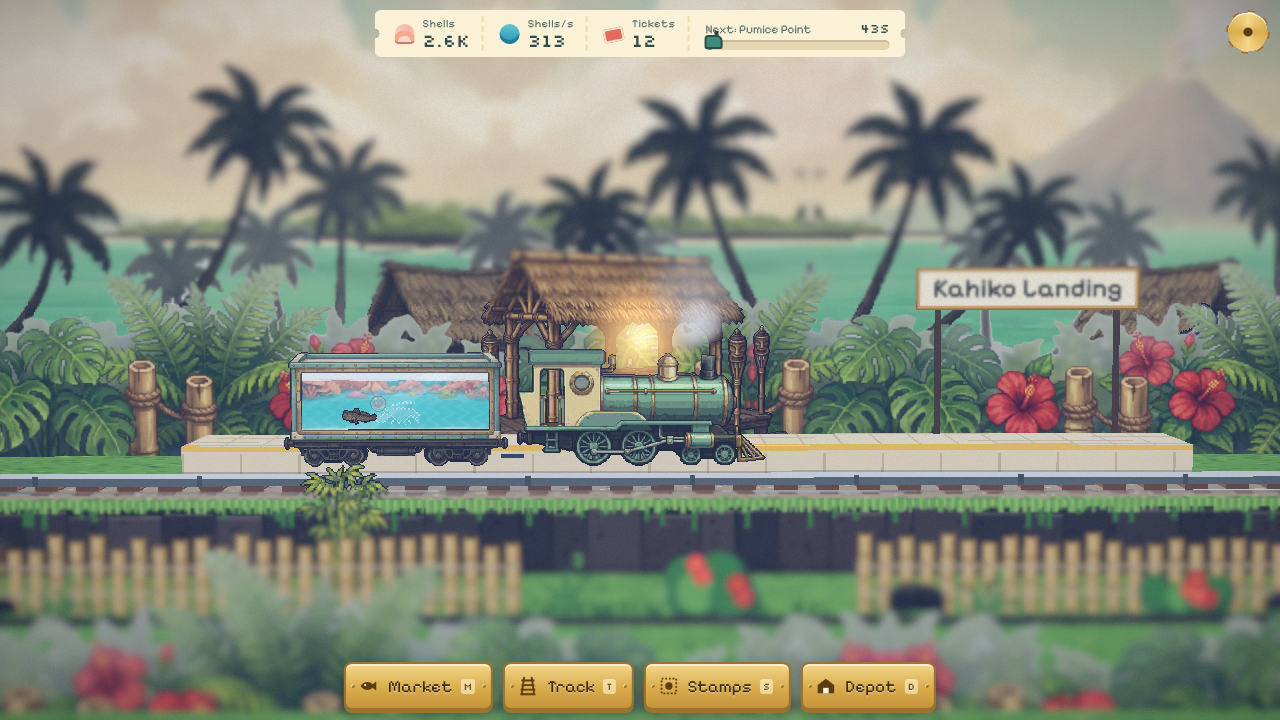 Shells
2.6K
Shells/s
313
Tickets
12
Next: Pumice Point 43s
Kahiko Landing
Market M
Track T
Stamps S
Depot D